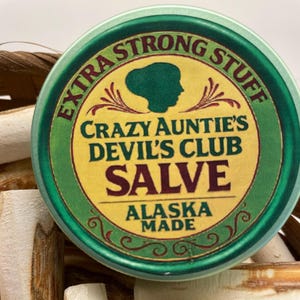 EXTRA STRONG STUFF
CRAZY AUNTIE'S
DEVIL'S CLUB
SALVE
ALASKA
MADE